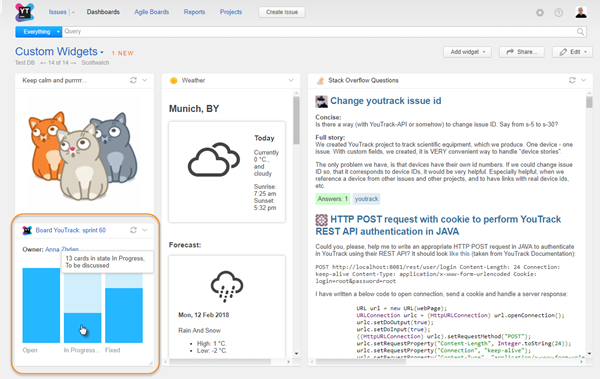 YT
Issues
Dashboards
Agile Boards
Reports
Projects
Create Issue
Everything
Query
Custom Widgets
1 NEW
Test DB
14 of 14
Scottwatch
Add widget
Share...
Edit
Keep calm and purrrr...
Board YouTrack: sprint 60
Owner: Anna Zhdan
13 cards in state In Progress,
To be discussed
Open
In Progress...
Fixed
Weather
Munich, BY
Today
Currently
0 °C.,
and
cloudy
Sunrise:
7:25 am
Sunset:
5:32 pm
Forecast:
Mon, 12 Feb 2018
Rain And Snow
• High: 1 °C.
• Low: -2 °C.
Stack Overflow Questions
Change youtrack issue id
Concise:
Is there a way (with YouTrack-API or somehow) to change issue ID. Say from s-5 to s-30?
Full story:
We created YouTrack project to track scientific equipment, which we produce. One device - one
issue. With custom fields, we created, it is VERY convenient way to handle "device stories".
The only problem we have, is that devices have their own id numbers. If we could change issue
ID so, that it corresponds to device IDs, it would be very helpful. Especially helpful, when we
reference a device from other issues and other projects, and to have links with real device Ids,
etc.
Answers: 1
youtrack
HTTP POST request with cookie to perform YouTrack
REST API authentication in JAVA
Could you, please, help me to write an appropriate HTTP POST request in JAVA to authenticate
in YouTrack using their REST API? It should look like this (taken from YouTrack Documentation):
POST http://localhost:8081/rest/user/login Content-Length: 24 Connection:
keep-alive Content-Type: application/x-www-form-urlencoded Cookie:
login=root&password=root
I have written a below code to open connection, send a cookie and handle a server response:
URL url = new URL(webPage);
URLConnection urlc = (HttpURLConnection) url.openConnection();
urlc.setDoOutput(true);
urlc.setDoInput(true);
((HttpURLConnection) urlc).setRequestMethod("POST");
urlc.setRequestProperty("Content-Length", Integer.toString(24));
urlc.setRequestProperty("Connection", "keep-alive");